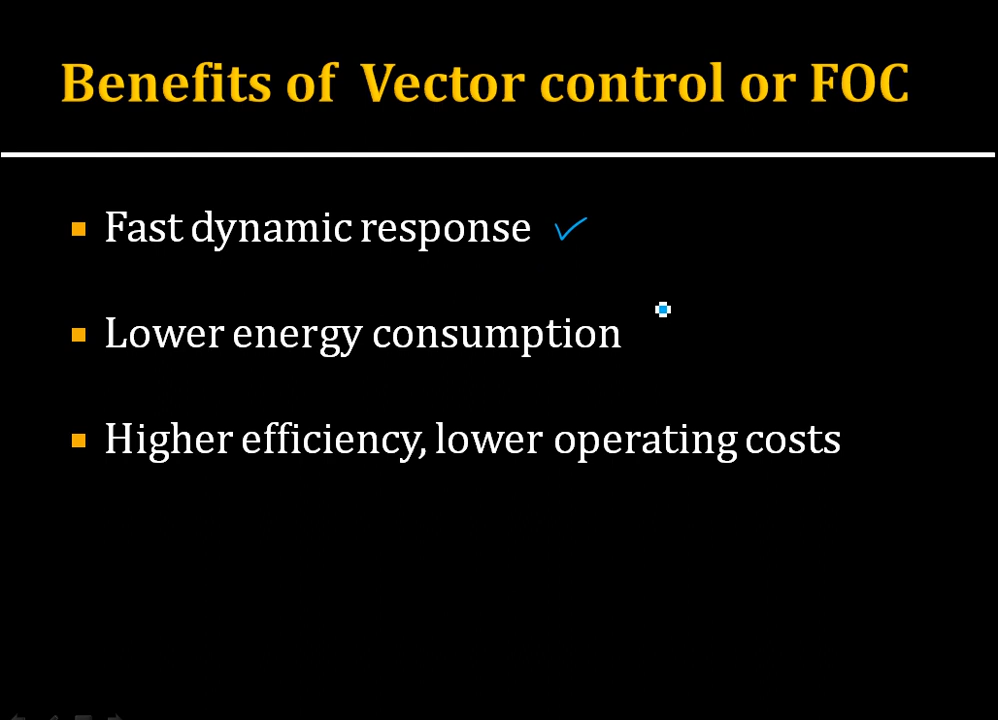 Benefits of Vector control or FOC
Fast dynamic response
Lower energy consumption
Higher efficiency, lower operating costs